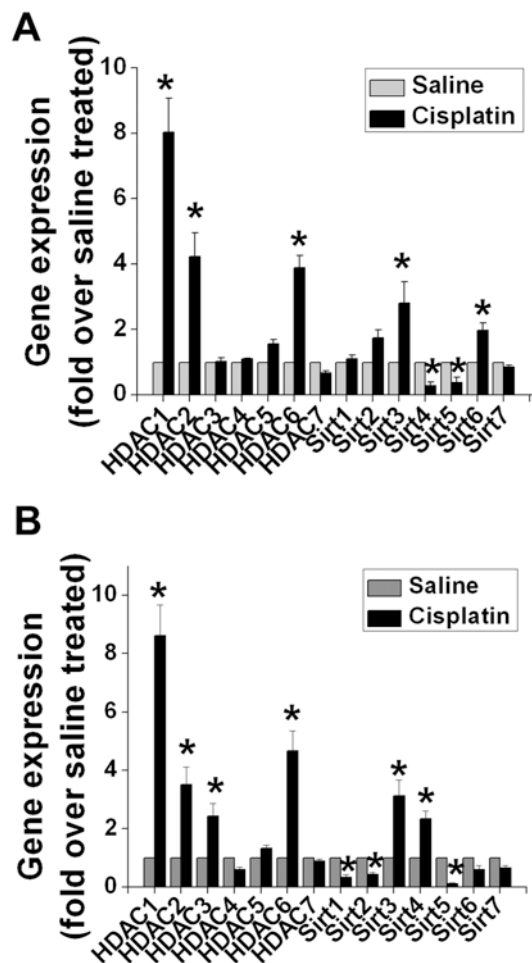 A
Gene expression
(fold over saline treated)
10
8
6
4
2
0
Saline
Cisplatin
*
*
*
*
*
*
*
HDAC1
HDAC2
HDAC3
HDAC4
HDAC5
HDAC6
HDAC7
Sirt1
Sirt2
Sirt3
Sirt4
Sirt5
Sirt6
Sirt7
B
Gene expression
(fold over saline treated)
10
8
6
4
2
0
Saline
Cisplatin
*
*
*
*
*
*
*
*
*
HDAC1
HDAC2
HDAC3
HDAC4
HDAC5
HDAC6
HDAC7
Sirt1
Sirt2
Sirt3
Sirt4
Sirt5
Sirt6
Sirt7